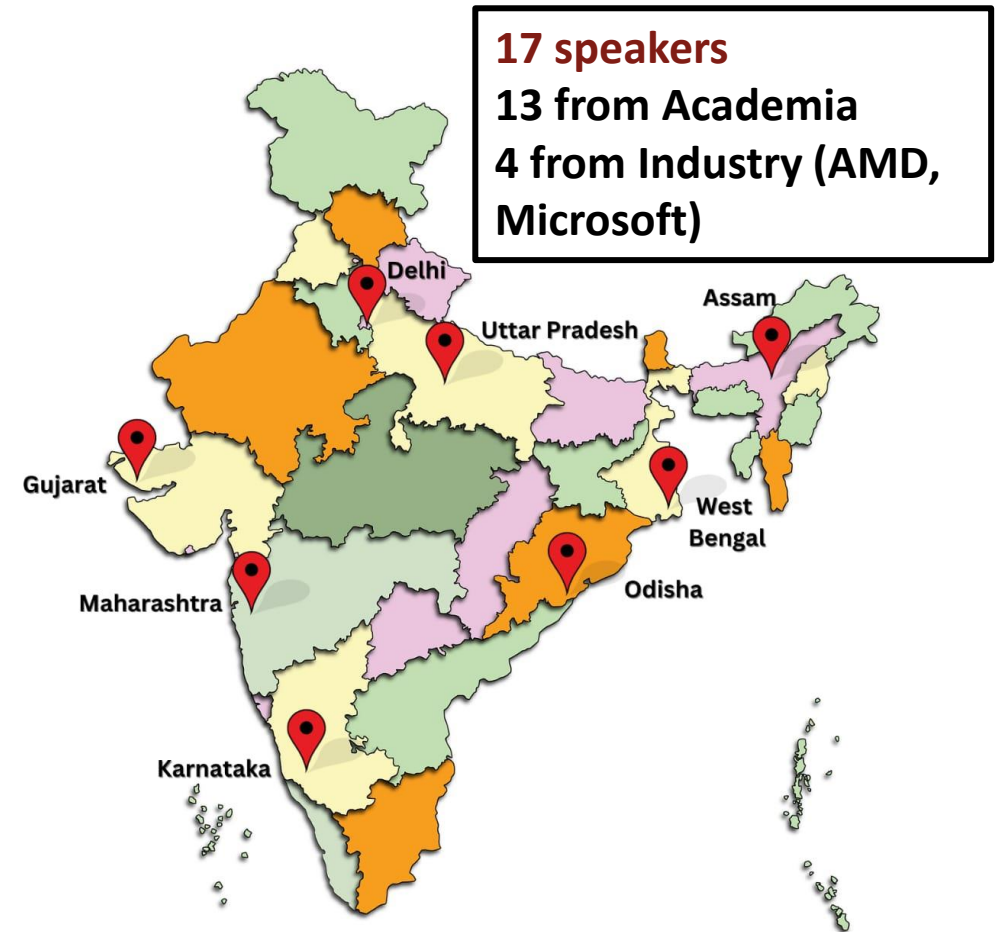 17 speakers
13 from Academia
4 from Industry (AMD,
Microsoft)
Delhi
Assam
Uttar Pradesh
Gujarat
West
Bengal
Odisha
Maharashtra
Karnataka